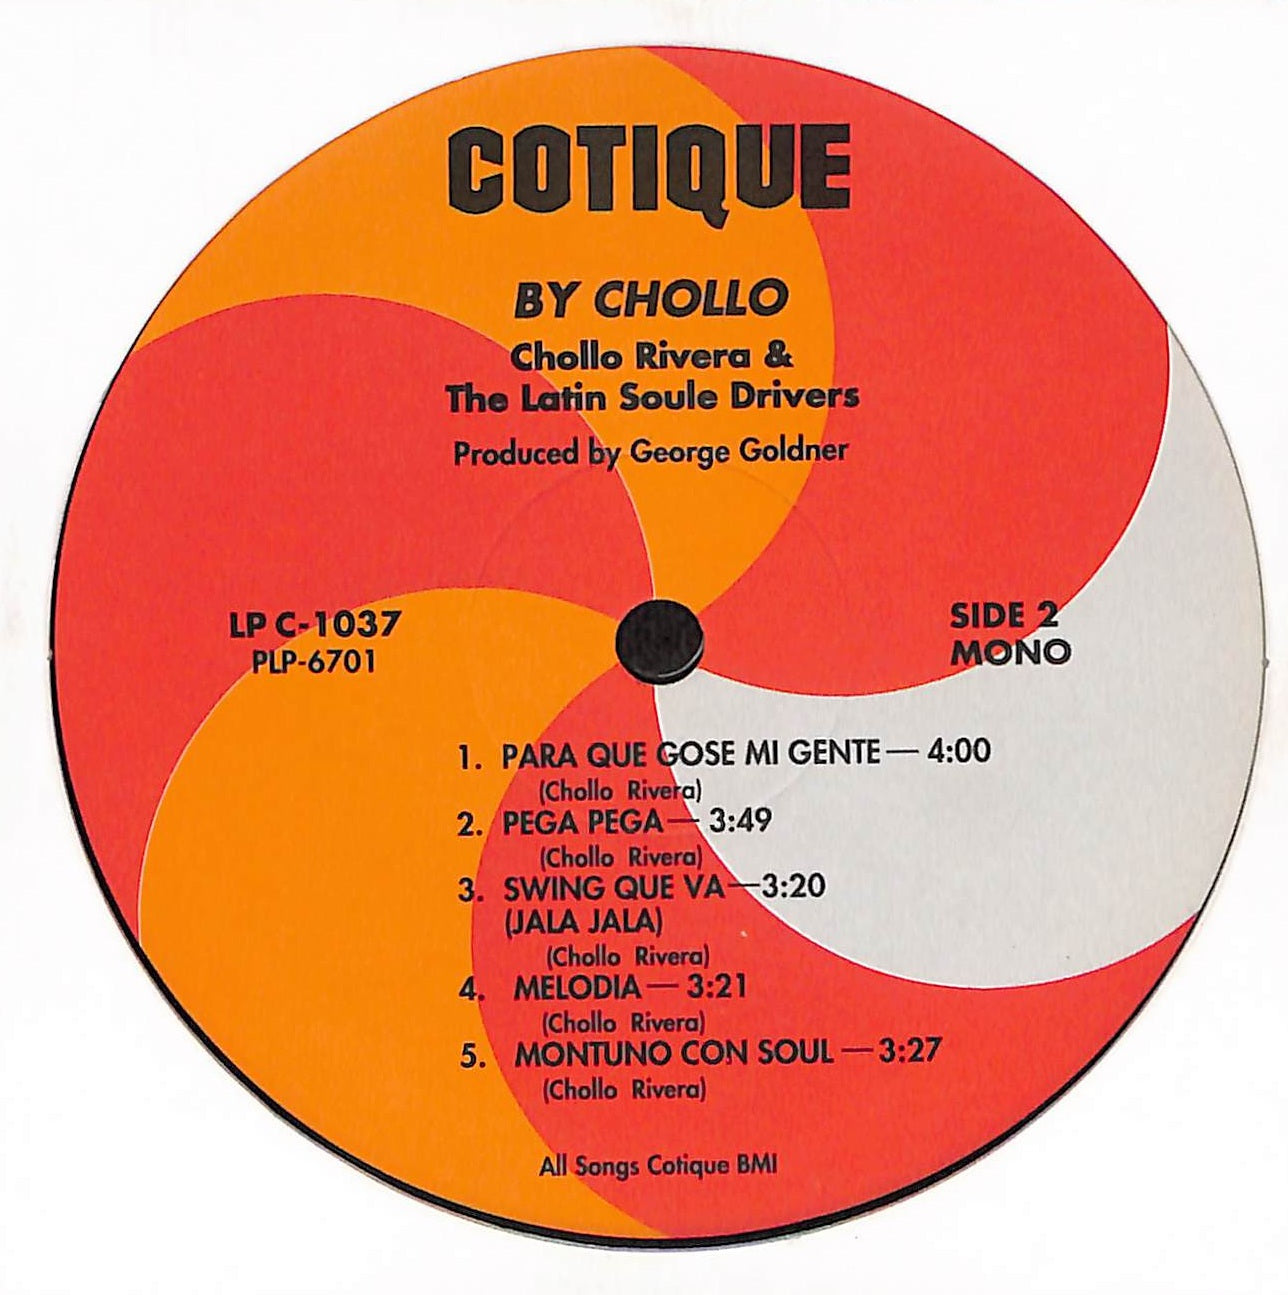 COTIQUE
BY CHOLLO
Chollo Rivera &
The Latin Soule Drivers
Produced by George Goldner
LP C-1037
PLP-6701
SIDE 2
MONO
1. PARA QUE GOSE MI GENTE — 4:00
(Chollo Rivera)
2. PEGA PEGA — 3:49
(Chollo Rivera)
3. SWING QUE VA — 3:20
(JALA JALA)
(Chollo Rivera)
4. MELODIA — 3:21
(Chollo Rivera)
5. MONTUNO CON SOUL — 3:27
(Chollo Rivera)
All Songs Cotique BMI